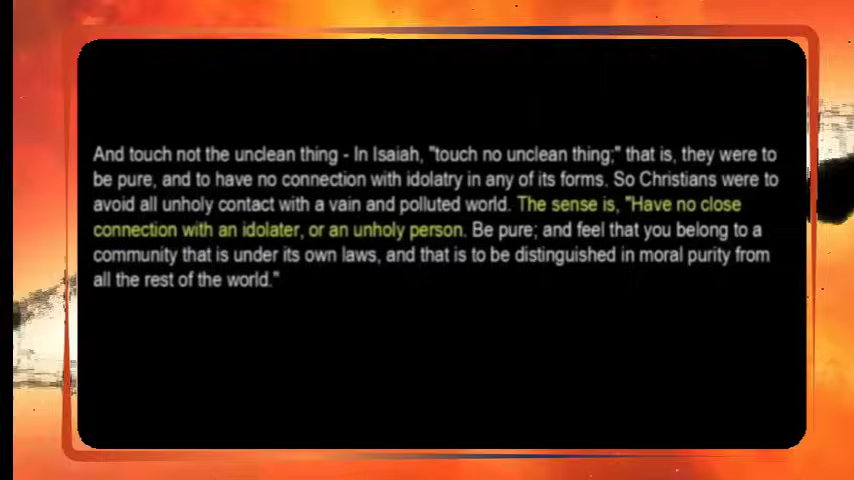 And touch not the unclean thing - In Isaiah, "touch no unclean thing;" that is, they were to
be pure, and to have no connection with idolatry in any of its forms. So Christians were to
avoid all unholy contact with a vain and polluted world. The sense is, "Have no close
connection with an idolater, or an unholy person. Be pure; and feel that you belong to a
community that is under its own laws, and that is to be distinguished in moral purity from
all the rest of the world."